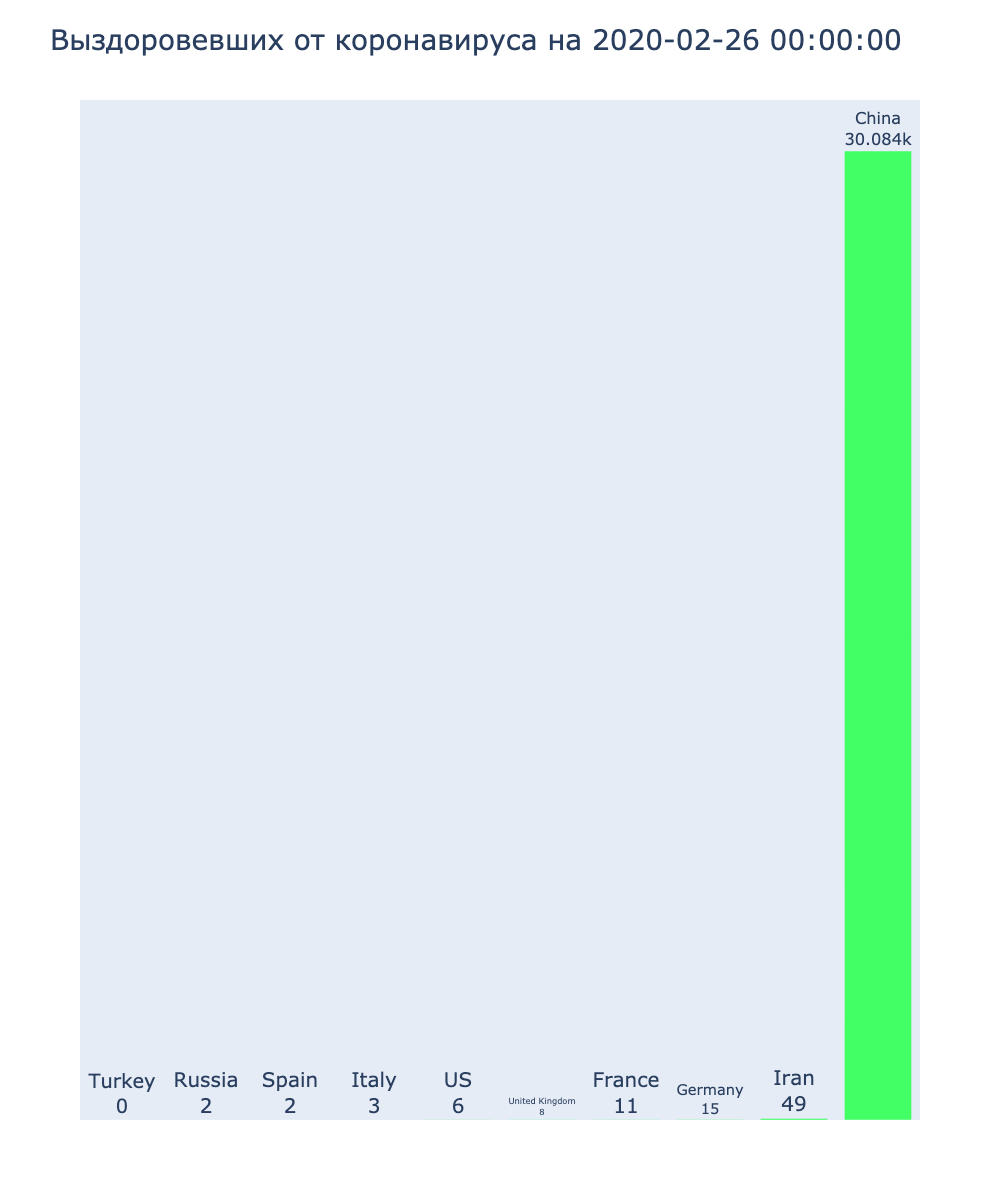 Выздоровевших от коронавируса на 2020-02-26 00:00:00
China
30.084k
Turkey
0
Russia
2
Spain
2
Italy
3
US
6
United Kingdom
8
France
11
Germany
15
Iran
49